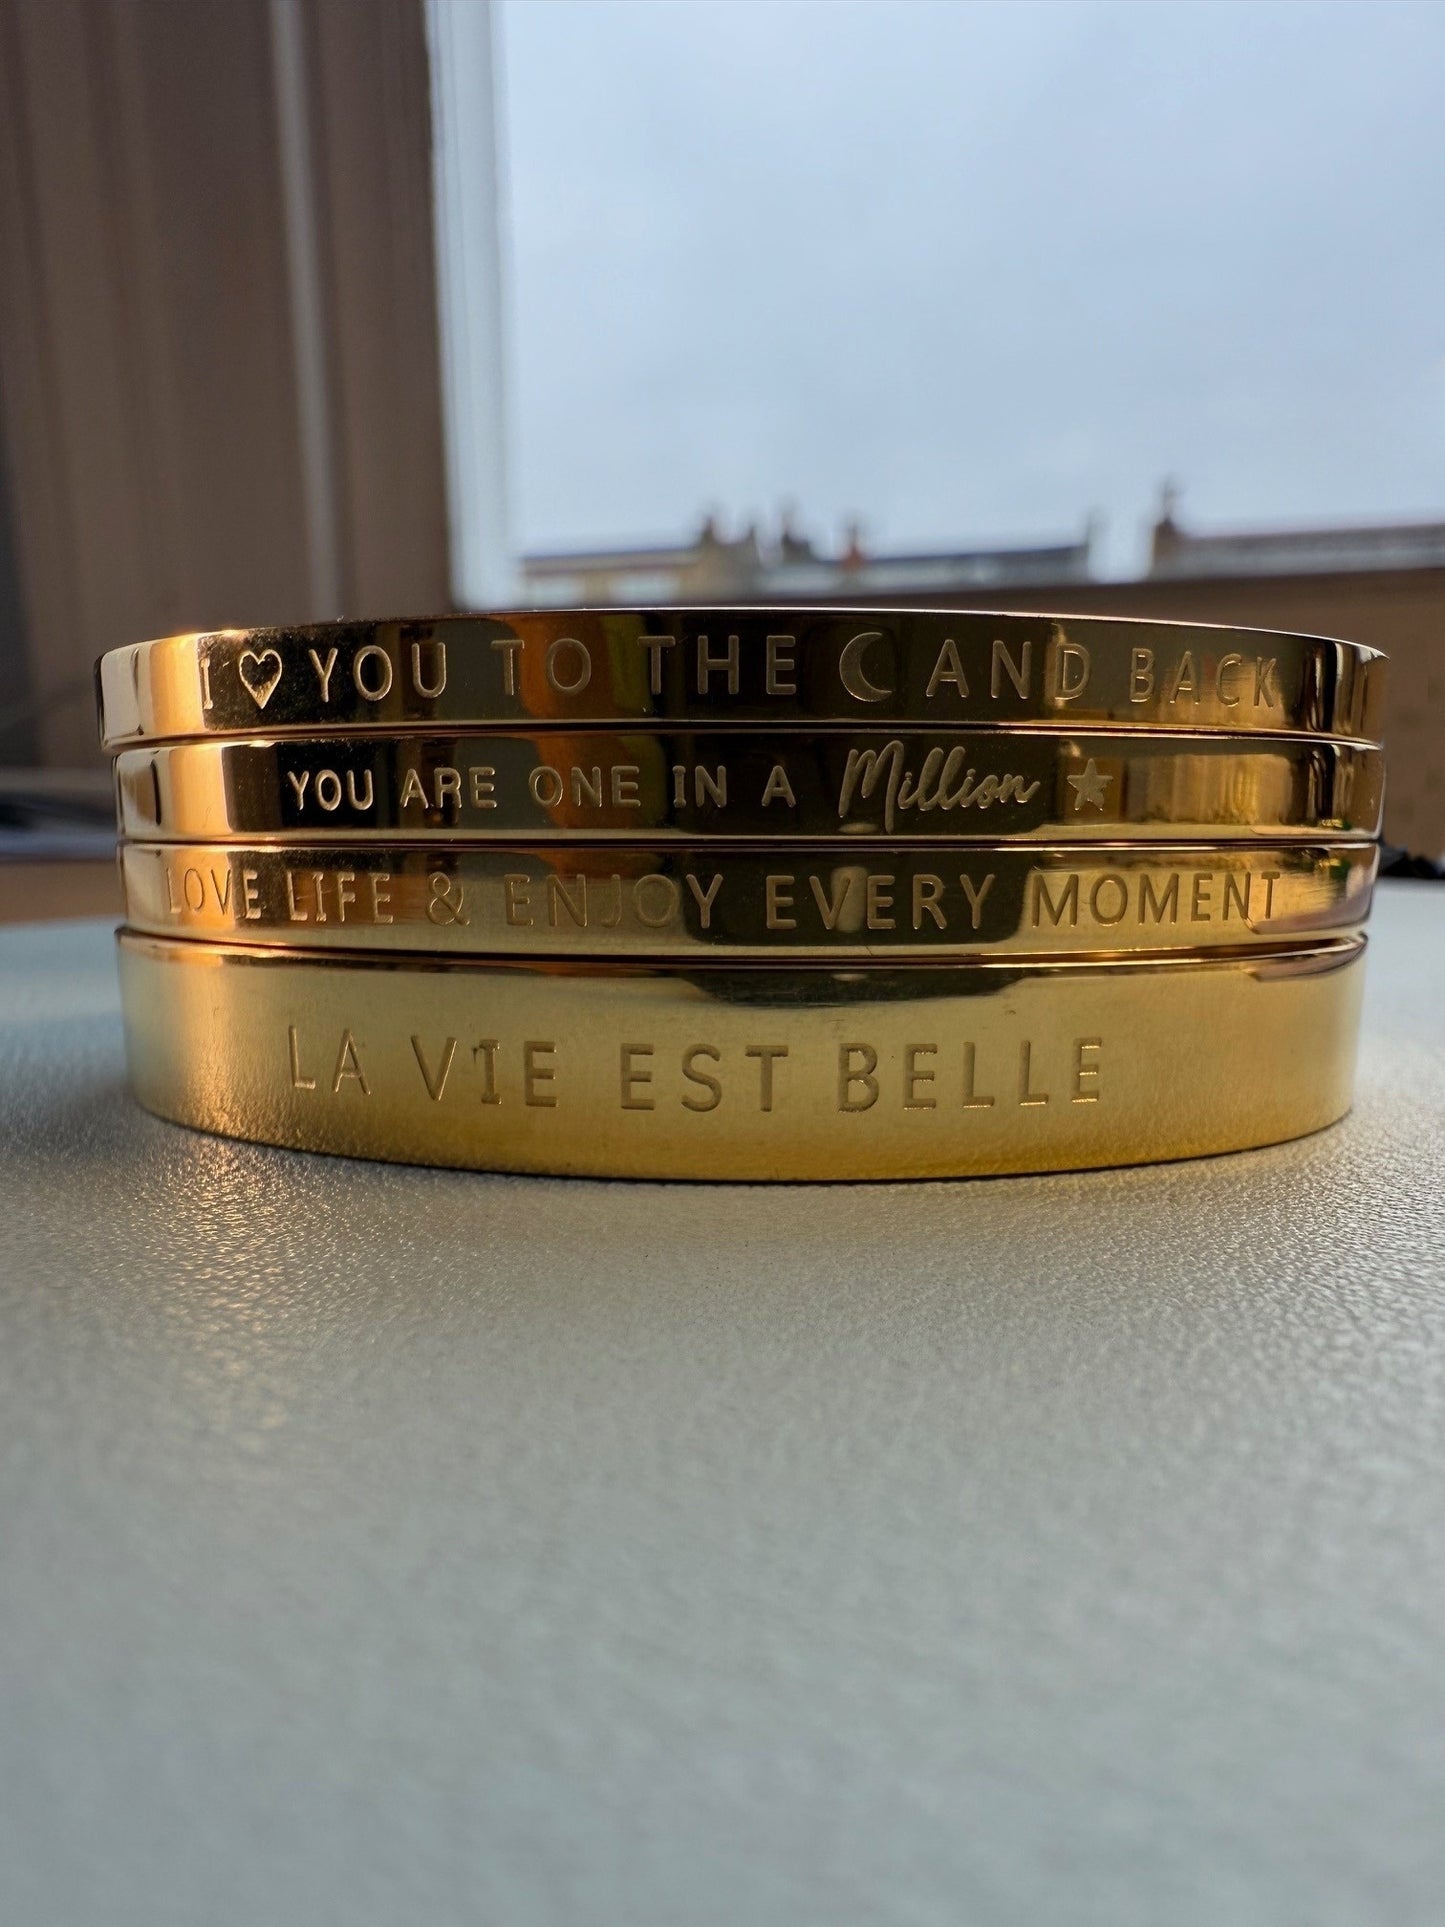 I ♡ YOU TO THE ☾ AND BACK
YOU ARE ONE IN A Million ★
LOVE LIFE & ENJOY EVERY MOMENT
LA VIE EST BELLE